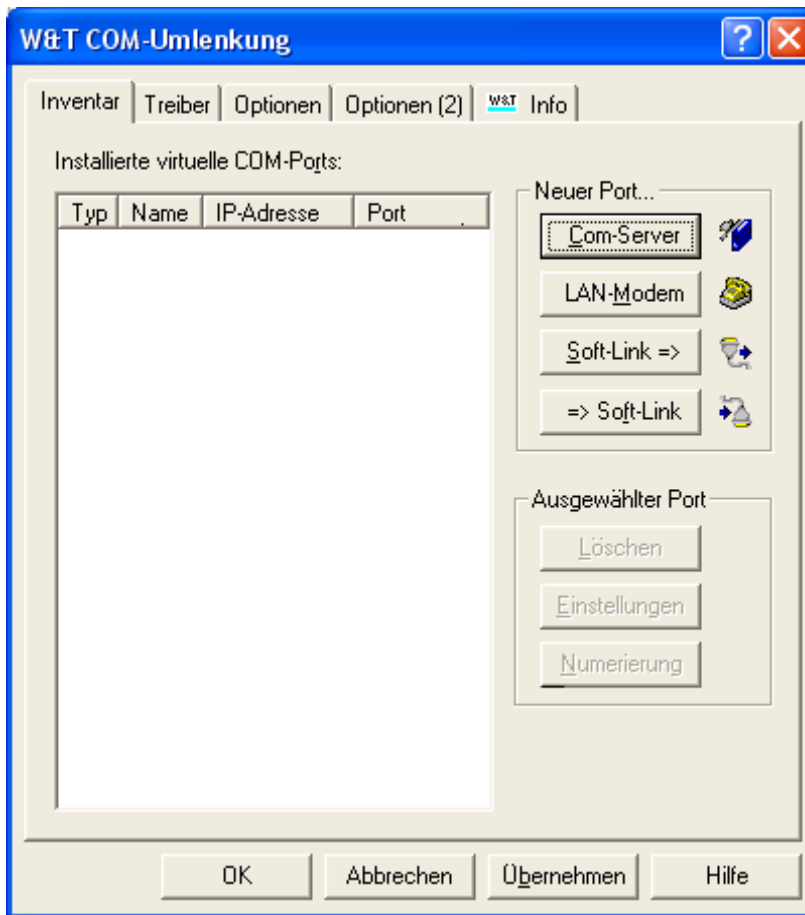 W&T COM-Umlenkung
Inventar Treiber Optionen Optionen (2) W&T Info
Installierte virtuelle COM-Ports:
Typ Name IP-Adresse Port
Neuer Port...
Com-Server
LAN-Modem
Soft-Link =>
=> Soft-Link
Ausgewählter Port
Löschen
Einstellungen
Numerierung
OK Abbrechen Übernehmen Hilfe